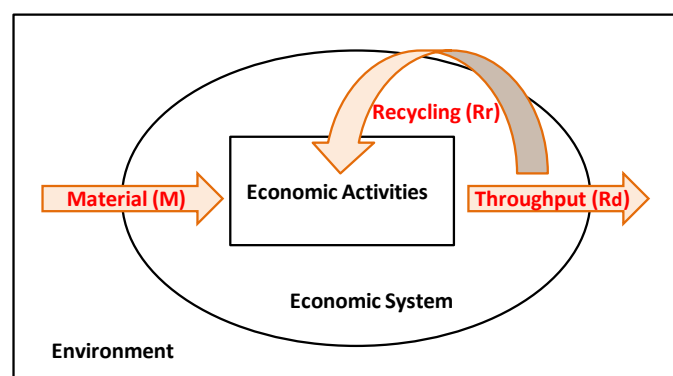 Recycling (Rr)
Economic Activities
Material (M)
Throughput (Rd)
Economic System
Environment